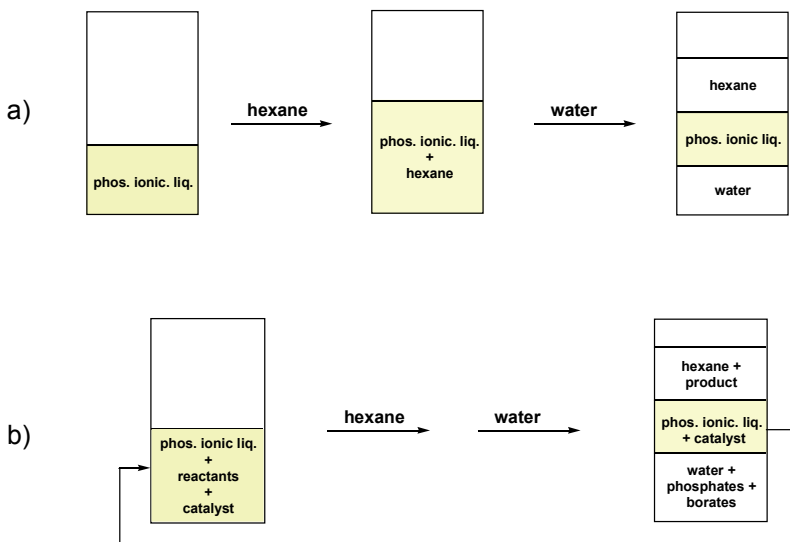 a)
phos. ionic. liq.
hexane
phos. ionic liq.
+
hexane
water
hexane
phos. ionic liq.
water
b)
phos. ionic liq.
+
reactants
+
catalyst
hexane
water
hexane +
product
phos. ionic. liq.
+ catalyst
water +
phosphates +
borates